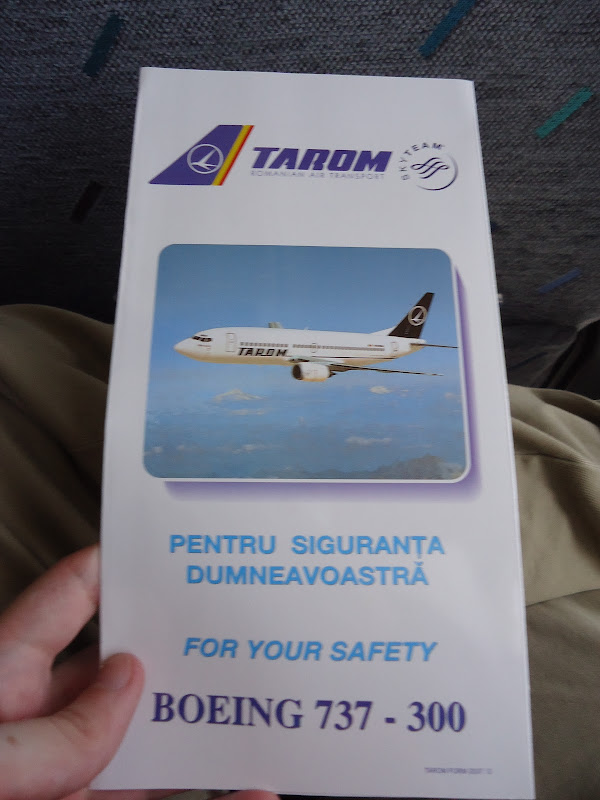 TAROM
ROMANIAN AIR TRANSPORT
SKYTEAM
TAROM
PENTRU SIGURANȚA
DUMNEAVOASTRĂ
FOR YOUR SAFETY
BOEING 737 - 300